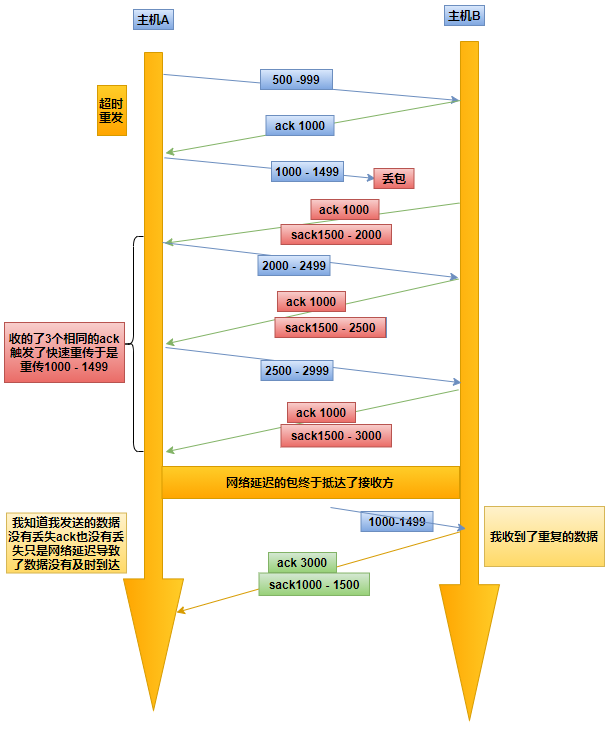 主机A
主机B
500 -999
超时
重发
ack 1000
1000 - 1499
丢包
ack 1000
sack1500 - 2000
2000 - 2499
ack 1000
sack1500 - 2500
收的了3个相同的ack
触发了快速重传于是
重传1000 - 1499
2500 - 2999
ack 1000
sack1500 - 3000
网络延迟的包终于抵达了接收方
我知道我发送的数据
没有丢失ack也没有丢
失只是网络延迟导致
了数据没有及时到达
1000-1499
我收到了重复的数据
ack 3000
sack1000 - 1500